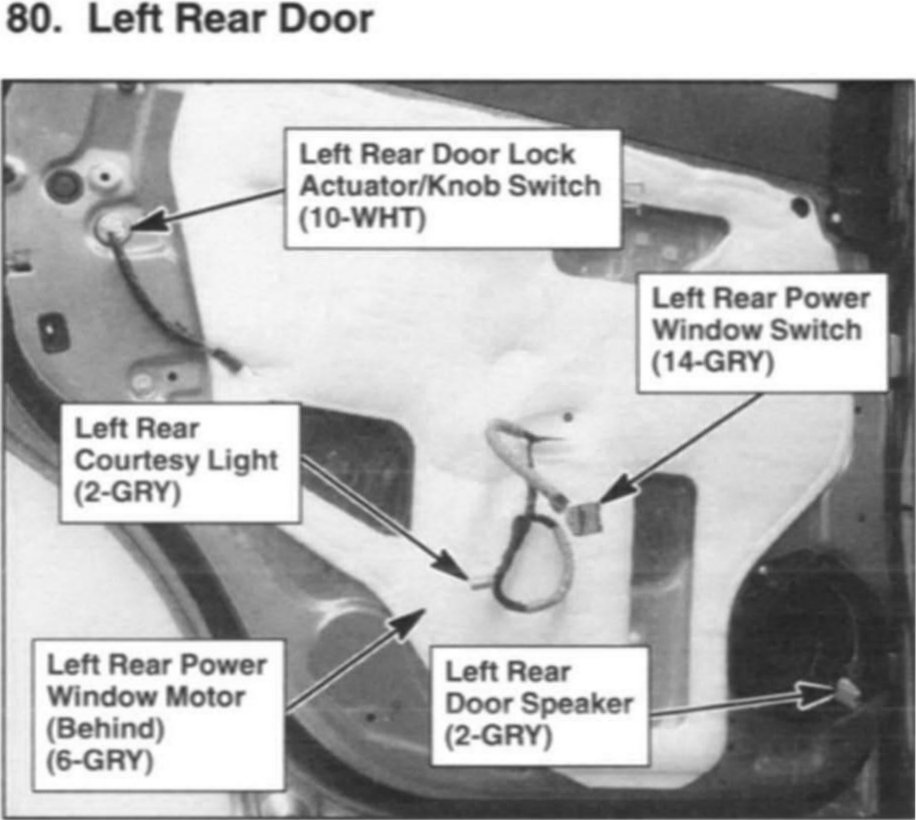 80. Left Rear Door
Left Rear Door Lock
Actuator/Knob Switch
(10-WHT)
Left Rear Power
Window Switch
(14-GRY)
Left Rear
Courtesy Light
(2-GRY)
Left Rear Power
Window Motor
(Behind)
(6-GRY)
Left Rear
Door Speaker
(2-GRY)